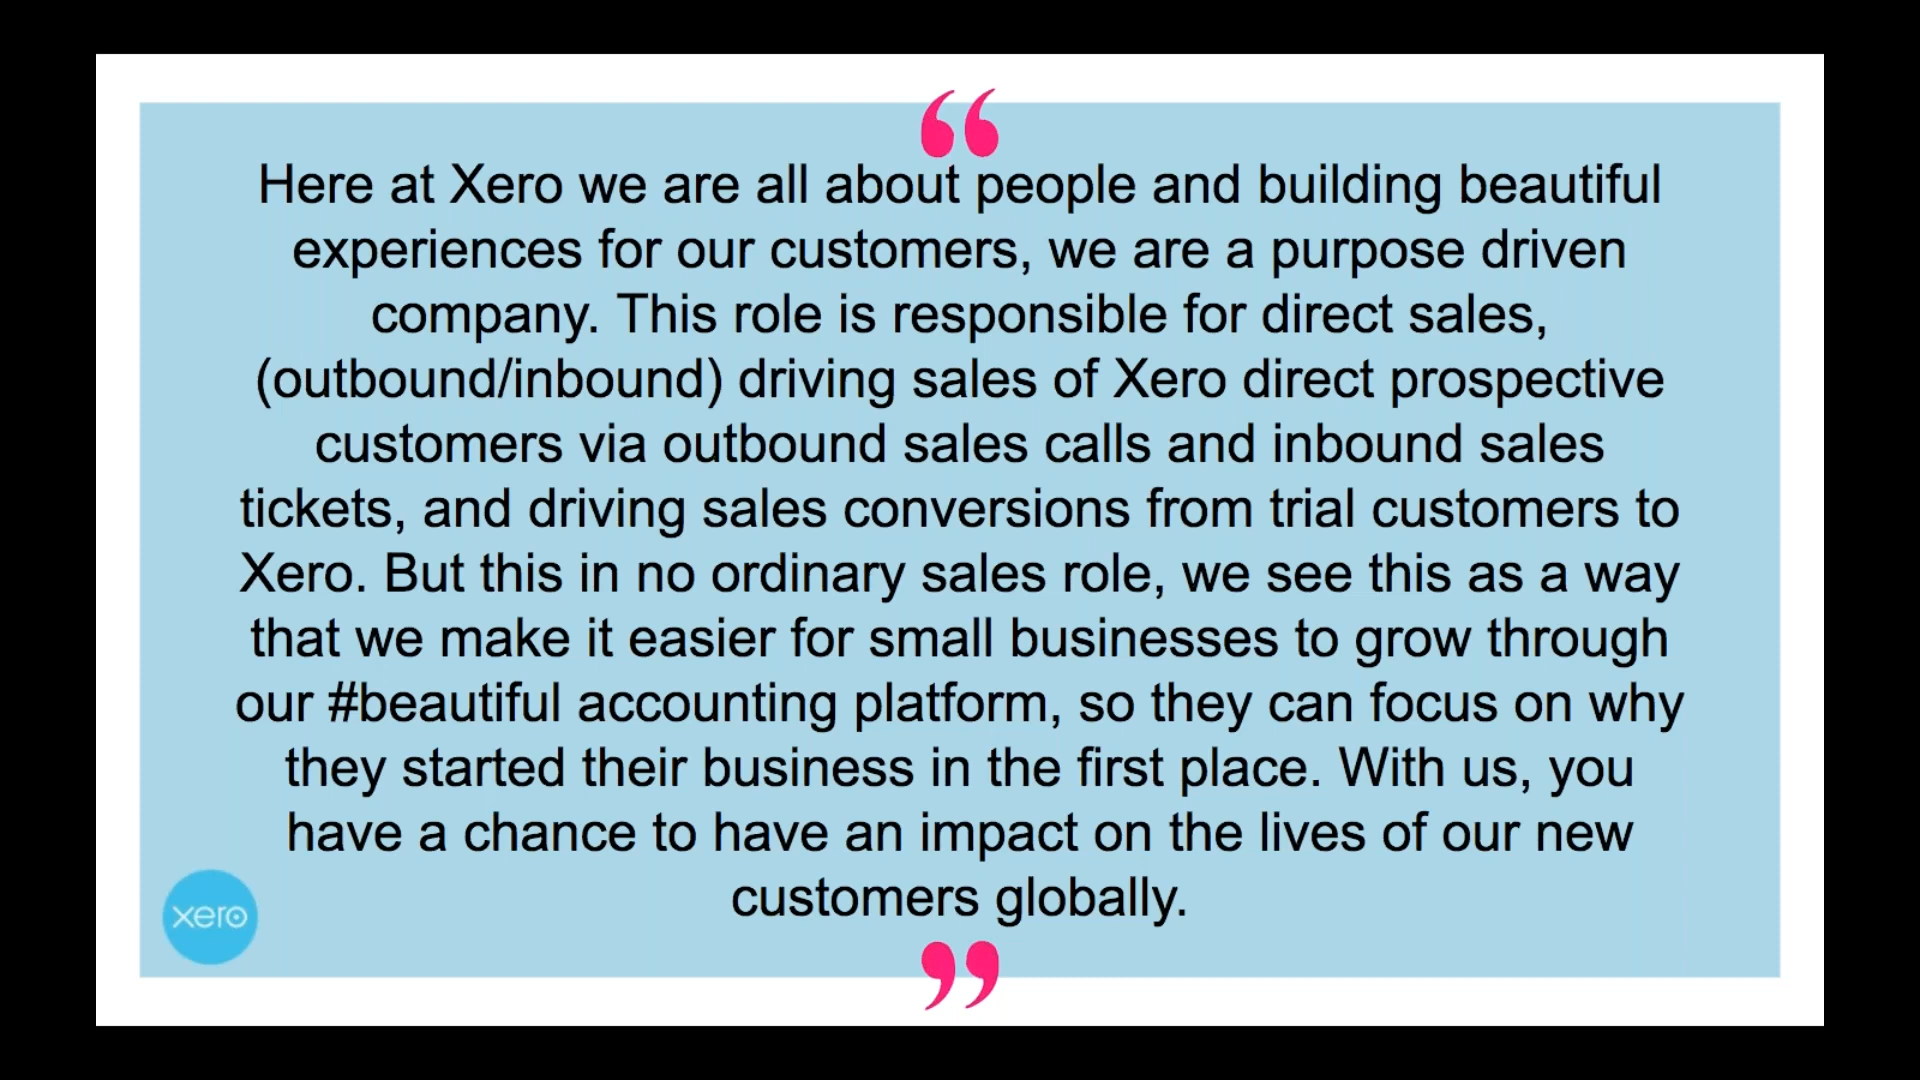 “
Here at Xero we are all about people and building beautiful
experiences for our customers, we are a purpose driven
company. This role is responsible for direct sales,
(outbound/inbound) driving sales of Xero direct prospective
customers via outbound sales calls and inbound sales
tickets, and driving sales conversions from trial customers to
Xero. But this in no ordinary sales role, we see this as a way
that we make it easier for small businesses to grow through
our #beautiful accounting platform, so they can focus on why
they started their business in the first place. With us, you
have a chance to have an impact on the lives of our new
customers globally.
xero
”